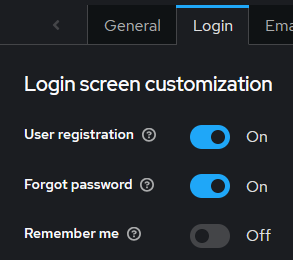 General Login Ema
Login screen customization
User registration On
Forgot password On
Remember me Off